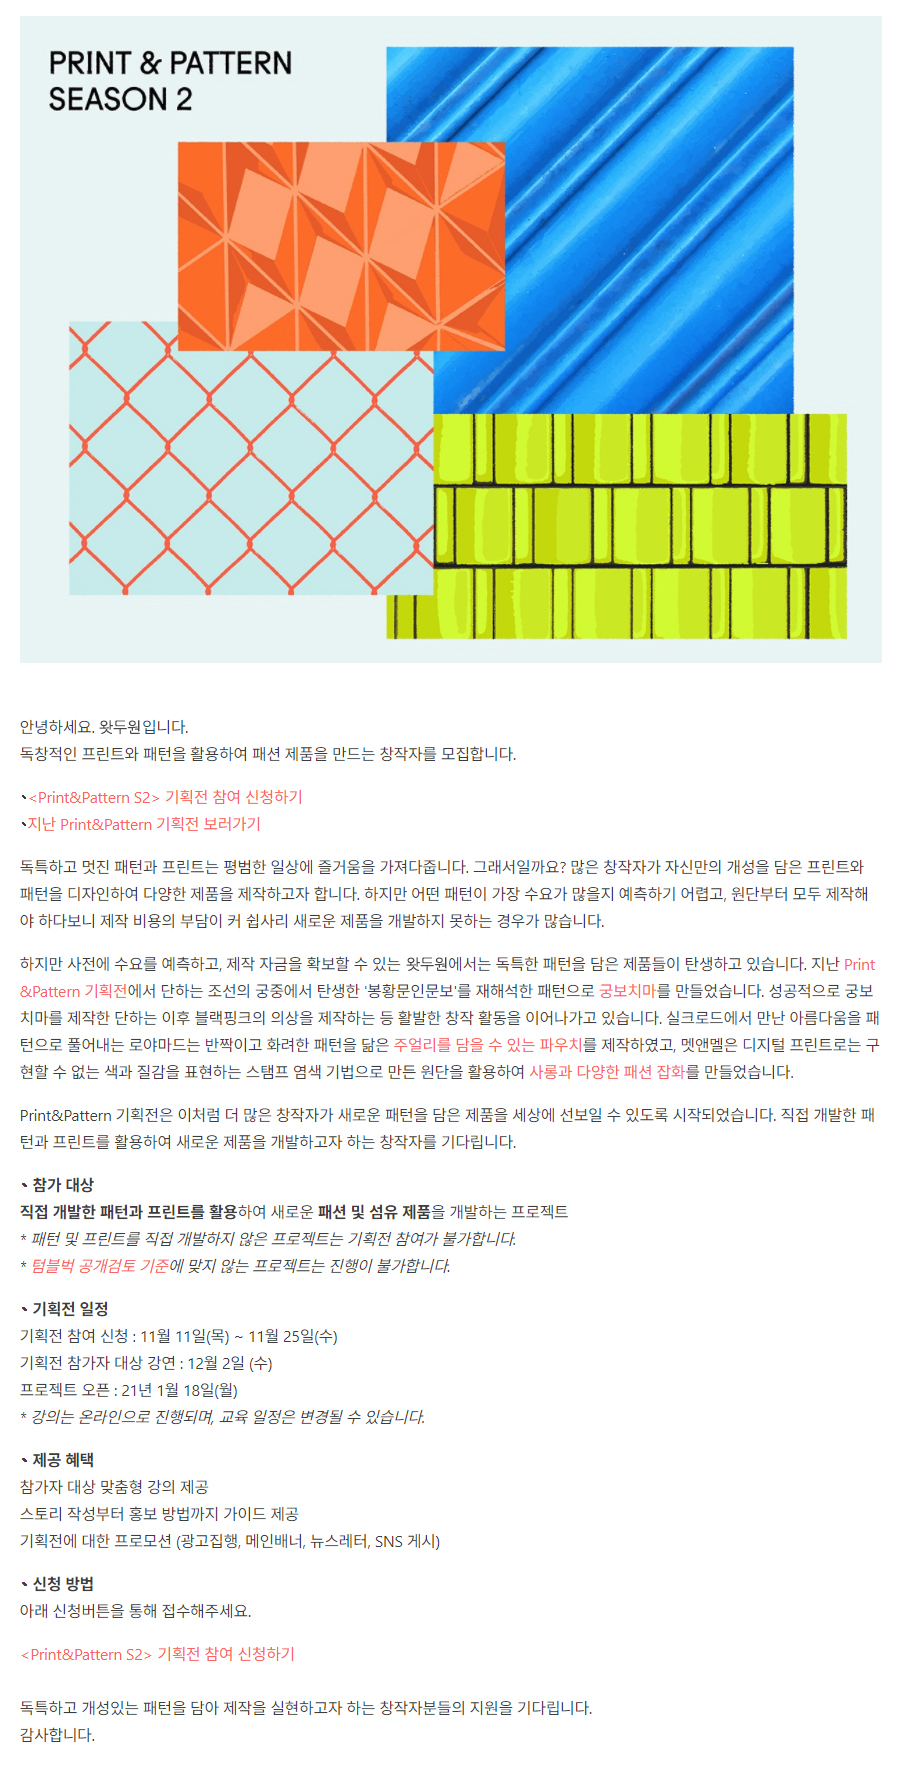 PRINT & PATTERN
SEASON 2
안녕하세요. 왓두원입니다.
독창적인 프린트와 패턴을 활용하여 패션 제품을 만드는 창작자를 모집합니다.
<Print&Pattern S2> 기획전 참여 신청하기
지난 Print&Pattern 기획전 보러가기
독특하고 멋진 패턴과 프린트는 평범한 일상에 즐거움을 가져다줍니다. 그래서일까요? 많은 창작자가 자신만의 개성을 담은 프린트와
패턴을 디자인하여 다양한 제품을 제작하고자 합니다. 하지만 어떤 패턴이 가장 수요가 많을지 예측하기 어렵고, 원단부터 모두 제작해
야 하다보니 제작 비용의 부담이 커 쉽사리 새로운 제품을 개발하지 못하는 경우가 많습니다.
하지만 사전에 수요를 예측하고, 제작 자금을 확보할 수 있는 왓두원에서는 독특한 패턴을 담은 제품들이 탄생하고 있습니다. 지난 Print
&Pattern 기획전에서 단하는 조선의 궁중에서 탄생한 '봉황문인문보'를 재해석한 패턴으로 궁보치마를 만들었습니다. 성공적으로 궁보
치마를 제작한 단하는 이후 블랙핑크의 의상을 제작하는 등 활발한 창작 활동을 이어나가고 있습니다. 실크로드에서 만난 아름다움을 패
턴으로 풀어내는 로야마드는 반짝이고 화려한 패턴을 닮은 주얼리를 담을 수 있는 파우치를 제작하였고, 멧앤멜은 디지털 프린트로는 구
현할 수 없는 색과 질감을 표현하는 스탬프 염색 기법으로 만든 원단을 활용하여 사롱과 다양한 패션 잡화를 만들었습니다.
Print&Pattern 기획전은 이처럼 더 많은 창작자가 새로운 패턴을 담은 제품을 세상에 선보일 수 있도록 시작되었습니다. 직접 개발한 패
턴과 프린트를 활용하여 새로운 제품을 개발하고자 하는 창작자를 기다립니다.
참가 대상
직접 개발한 패턴과 프린트를 활용하여 새로운 패션 및 섬유 제품을 개발하는 프로젝트
* 패턴 및 프린트를 직접 개발하지 않은 프로젝트는 기획전 참여가 불가합니다.
* 텀블벅 공개검토 기준에 맞지 않는 프로젝트는 진행이 불가합니다.
기획전 일정
기획전 참여 신청 : 11월 11일(목) ~ 11월 25일(수)
기획전 참가자 대상 강연 : 12월 2일 (수)
프로젝트 오픈 : 21년 1월 18일(월)
* 강의는 온라인으로 진행되며, 교육 일정은 변경될 수 있습니다.
제공 혜택
참가자 대상 맞춤형 강의 제공
스토리 작성부터 홍보 방법까지 가이드 제공
기획전에 대한 프로모션 (광고집행, 메인배너, 뉴스레터, SNS 게시)
신청 방법
아래 신청버튼을 통해 접수해주세요.
<Print&Pattern S2> 기획전 참여 신청하기
독특하고 개성있는 패턴을 담아 제작을 실현하고자 하는 창작자분들의 지원을 기다립니다.
감사합니다.